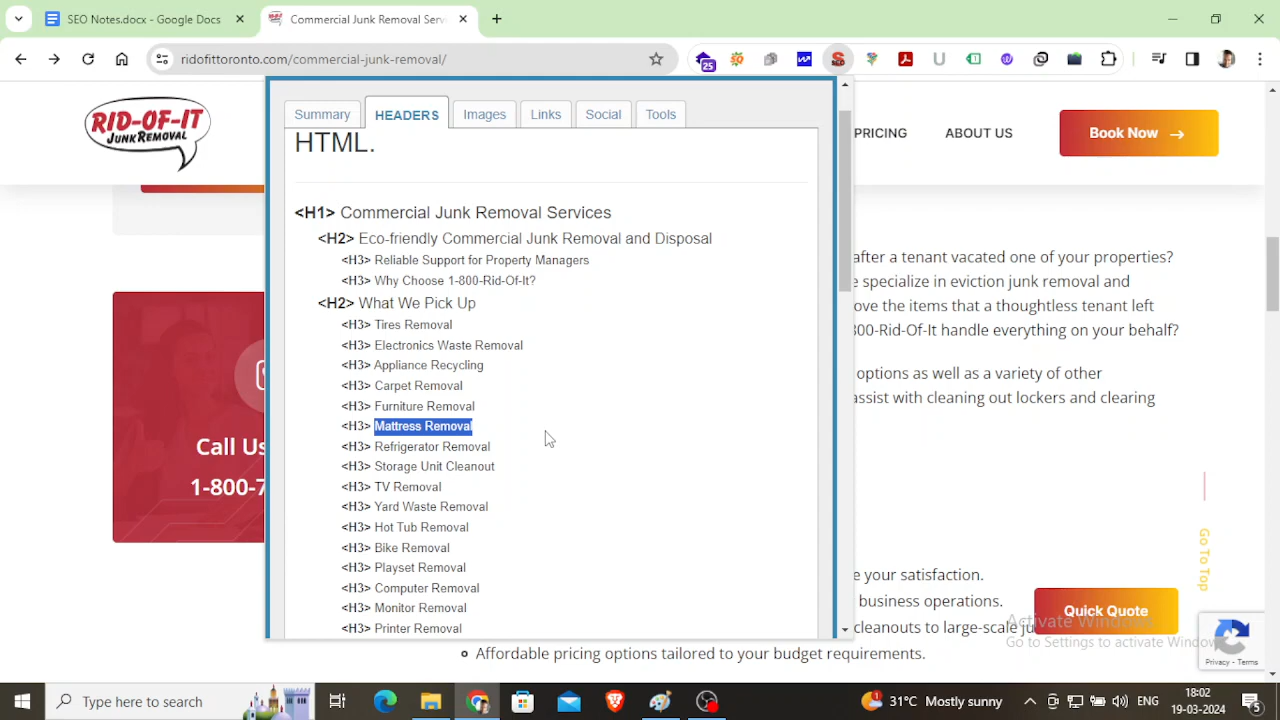 SEO Notes.docx - Google Docs
Commercial Junk Removal Serv
ridofittoronto.com/commercial-junk-removal/
25
RID-OF-IT
JUNK REMOVAL
PRICING
ABOUT US
Book Now →
Summary
HEADERS
Images
Links
Social
Tools
HTML.
<H1> Commercial Junk Removal Services
<H2> Eco-friendly Commercial Junk Removal and Disposal
<H3> Reliable Support for Property Managers
<H3> Why Choose 1-800-Rid-Of-It?
<H2> What We Pick Up
<H3> Tires Removal
<H3> Electronics Waste Removal
<H3> Appliance Recycling
<H3> Carpet Removal
<H3> Furniture Removal
<H3> Mattress Removal
<H3> Refrigerator Removal
<H3> Storage Unit Cleanout
<H3> TV Removal
<H3> Yard Waste Removal
<H3> Hot Tub Removal
<H3> Bike Removal
<H3> Playset Removal
<H3> Computer Removal
<H3> Monitor Removal
<H3> Printer Removal
Call Us
1-800-7
after a tenant vacated one of your properties?
e specialize in eviction junk removal and
ove the items that a thoughtless tenant left
800-Rid-Of-It handle everything on your behalf?
options as well as a variety of other
assist with cleaning out lockers and clearing
Go To Top
e your satisfaction.
business operations.
cleanouts to large-scale ju
Affordable pricing options tailored to your budget requirements.
Quick Quote
Activate Windows
Go to Settings to activate Windows
Privacy - Terms
Type here to search
1
31°C Mostly sunny
ENG
18:02
19-03-2024
5